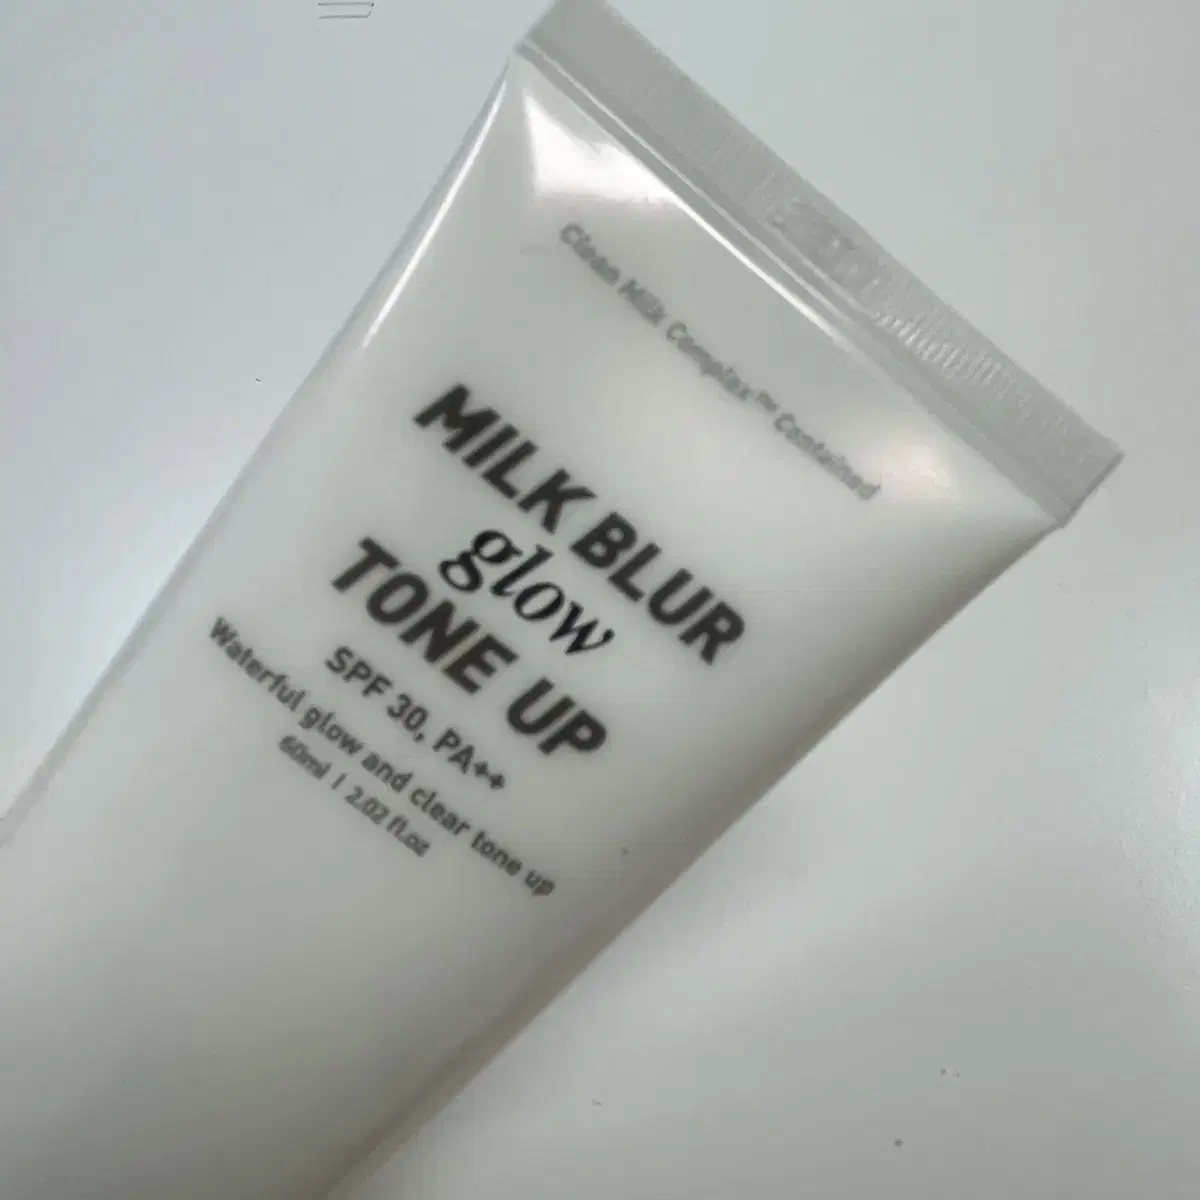 Clean Milk Complex™ Contained
MILK BLUR
glow
TONE UP
SPF 30, PA++
Waterful glow and clear tone up
60ml | 2.02 fl.oz